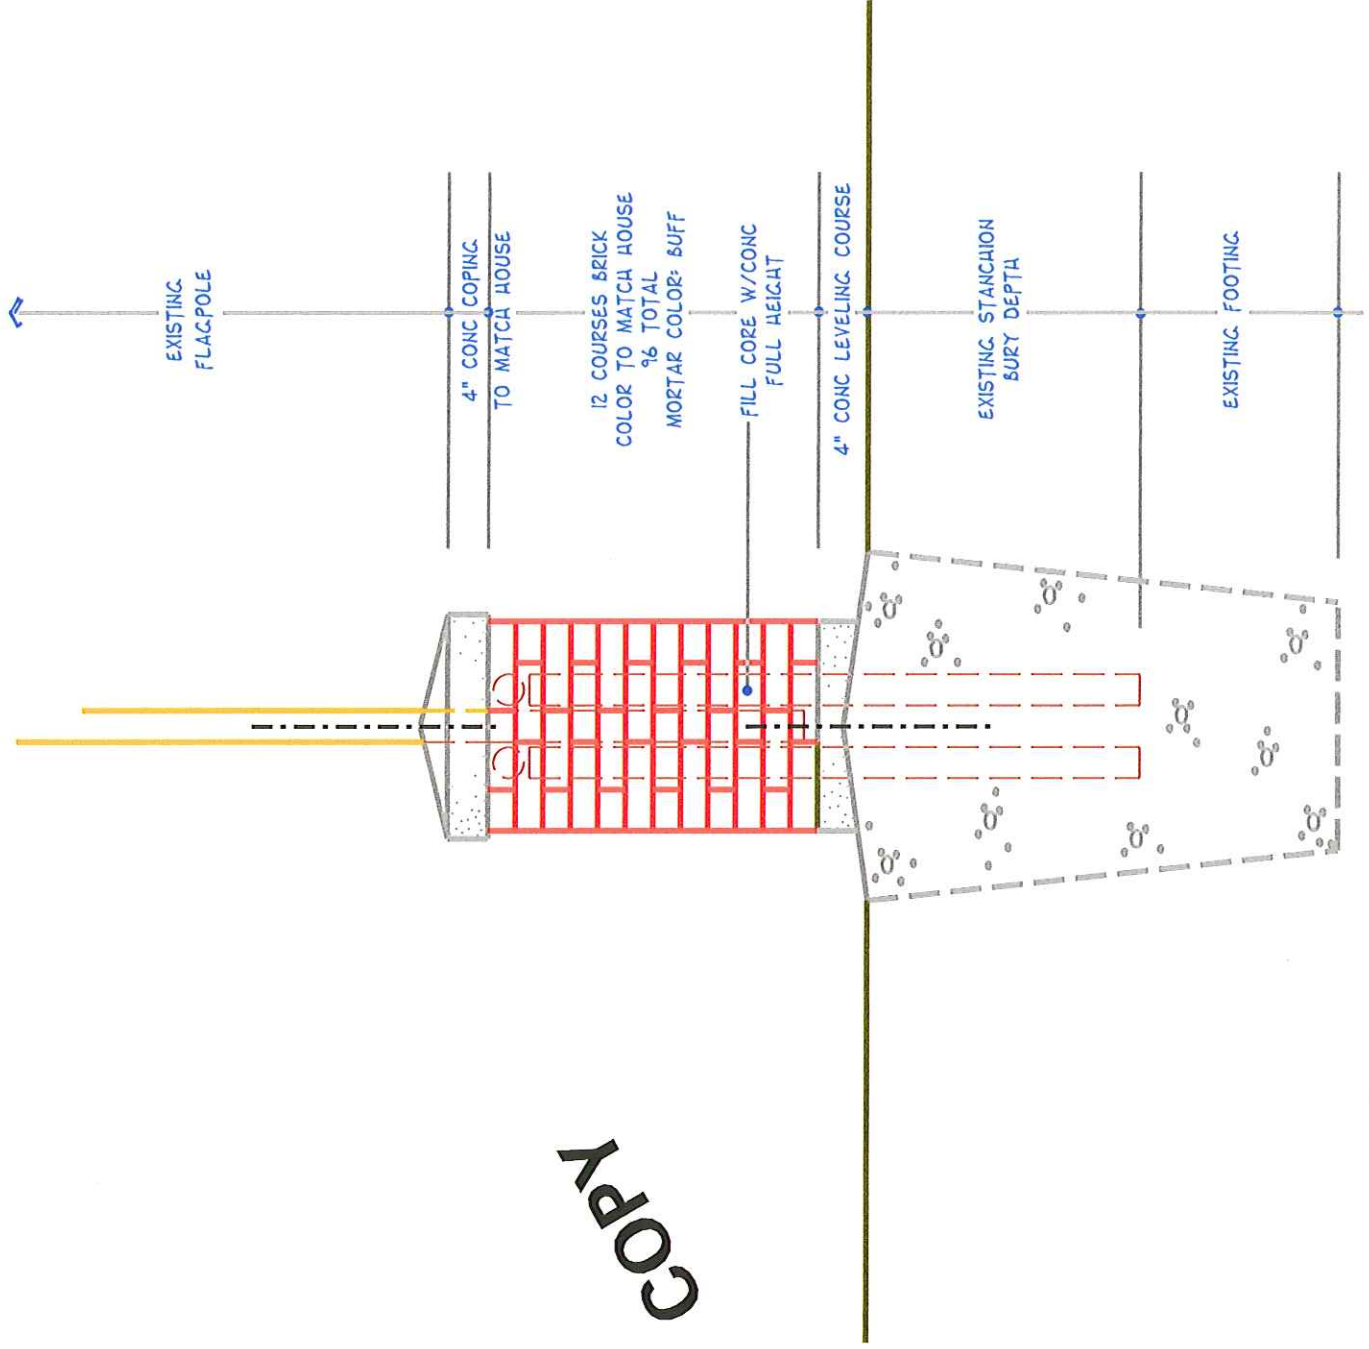 EXISTING
FLAGPOLE
4" CONC COPING
TO MATCH HOUSE
12 COURSES BRICK
COLOR TO MATCH HOUSE
96 TOTAL
MORTAR COLOR: BUFF
FILL CORE W/CONC
FULL HEIGHT
4" CONC LEVELING COURSE
EXISTING STANCHION
BURY DEPTH
EXISTING FOOTING
COPY